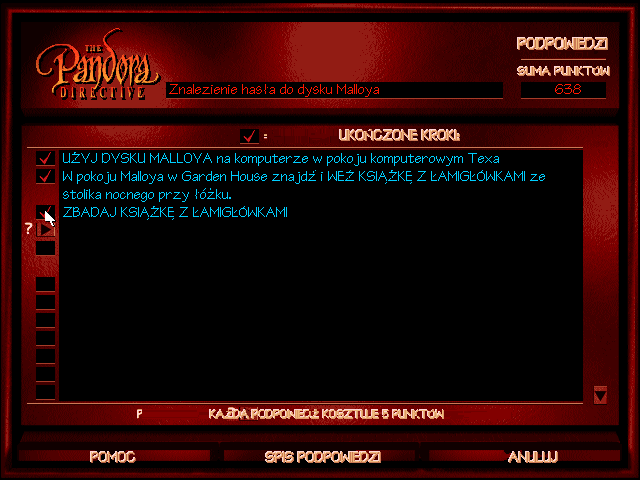 THE
Pandora
DIRECTIVE
PODPOWIEDZI
Znalezienie hasła do dysku Malloya
SUMA PUNKTÓW
638
: UKOŃCZONE KROKI:
UŻYJ DYSKU MALLOYA na komputerze w pokoju komputerowym Texa
W pokoju Malloya w Garden House znajdź i WEŹ KSIĄŻKĘ Z ŁAMIGŁÓWKAMI ze
stolika nocnego przy łóżku.
ZBADAJ KSIĄŻKĘ Z ŁAMIGŁÓWKAMI
?
P KAŻDA PODPOWIEDŹ KOSZTUJE 5 PUNKTÓW
POMOC
SPIS PODPOWIEDZI
ANULUJ